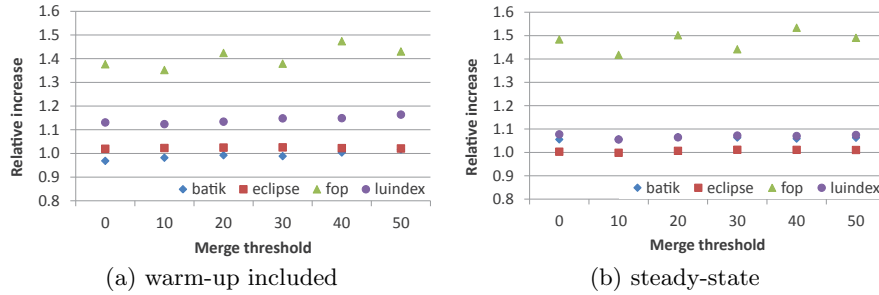 1.6
1.5
1.4
1.3
1.2
1.1
1.0
0.9
0.8
Relative increase
batik eclipse fop luindex
0 10 20 30 40 50
Merge threshold
(a) warm-up included
1.6
1.5
1.4
1.3
1.2
1.1
1.0
0.9
0.8
Relative increase
batik eclipse fop luindex
0 10 20 30 40 50
Merge threshold
(b) steady-state